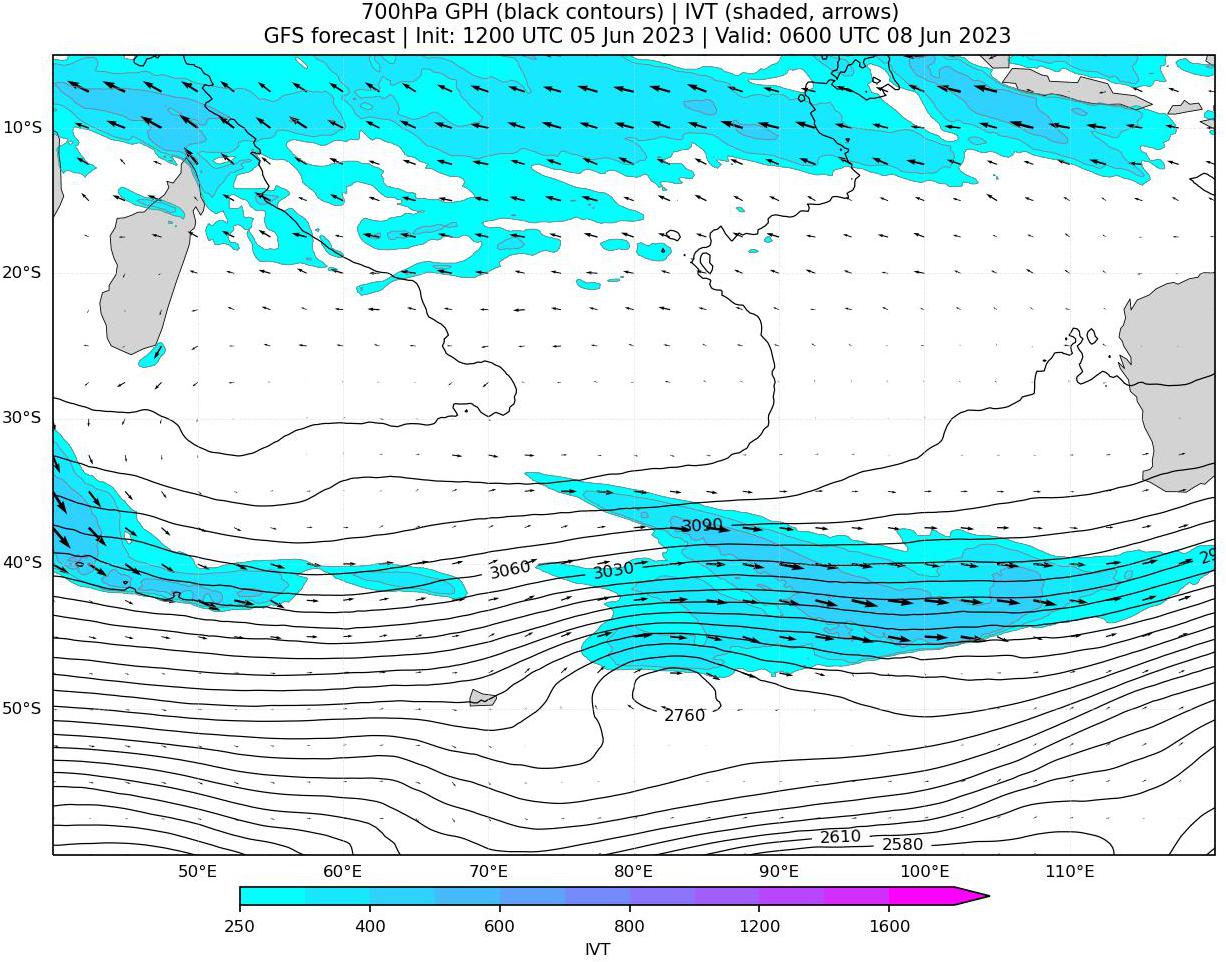 700hPa GPH (black contours) | IVT (shaded, arrows)
GFS forecast | Init: 1200 UTC 05 Jun 2023 | Valid: 0600 UTC 08 Jun 2023
10°S
20°S
30°S
3090
40°S
3060
3030
50°S
2760
2610
2580
50°E
60°E
70°E
80°E
90°E
100°E
110°E
250
400
600
800
1200
1600
IVT